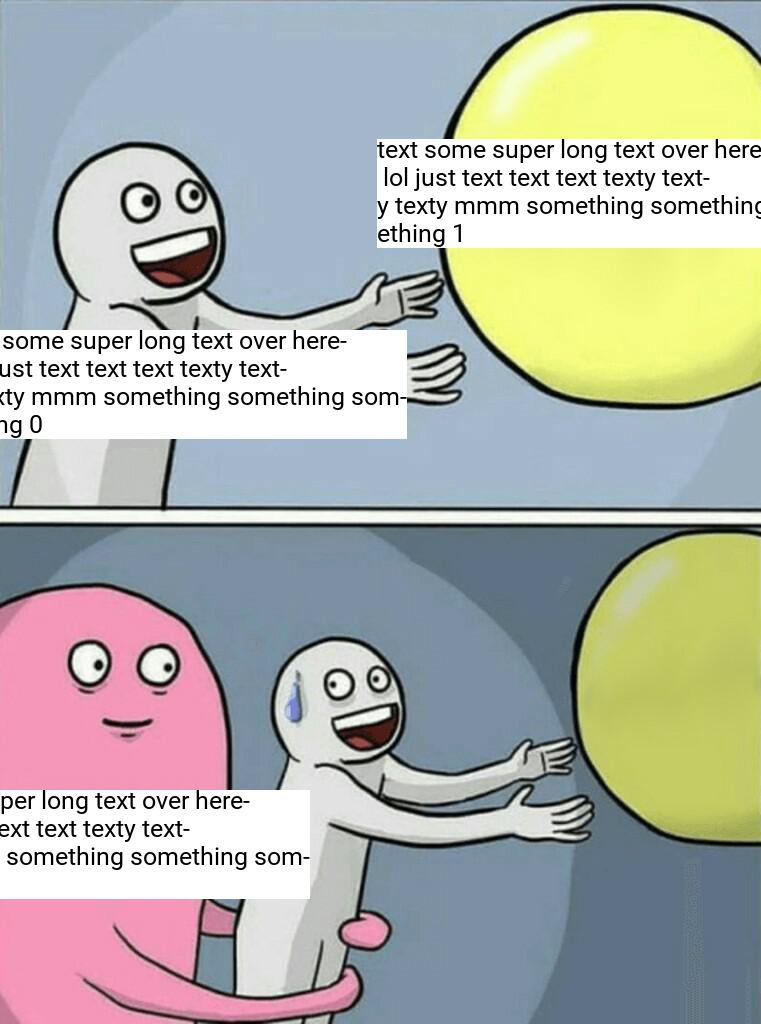 text some super long text over here
lol just text text text texty text-
y texty mmm something something
ething 1
some super long text over here-
ust text text text texty text-
xty mmm something something som-
ng 0
per long text over here-
ext text texty text-
something something som-